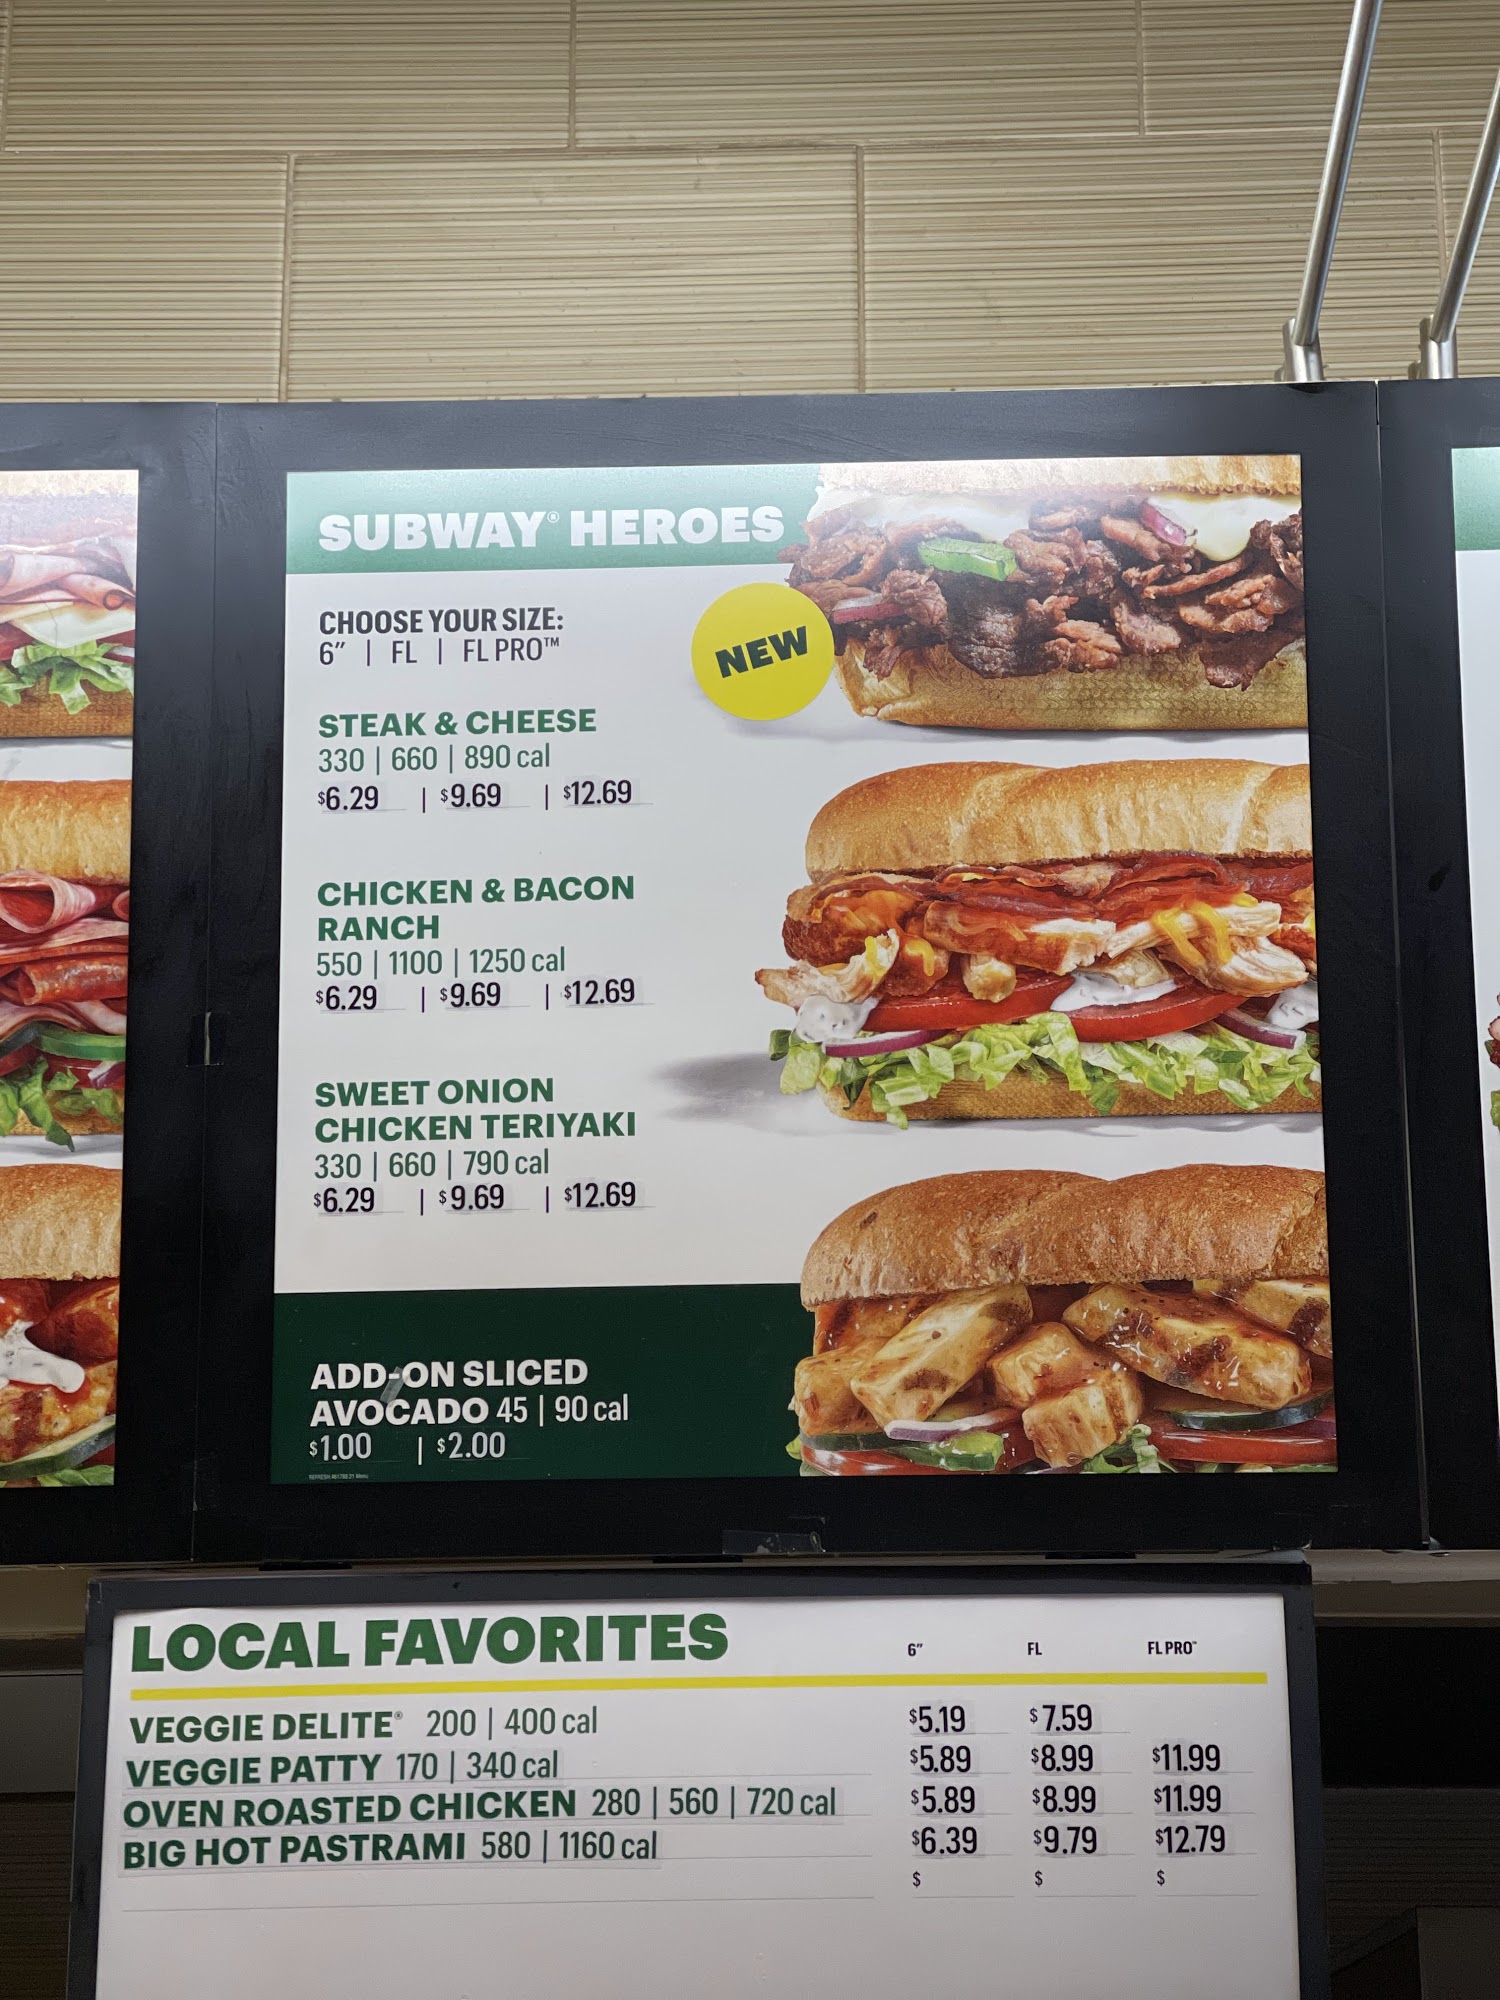 SUBWAY® HEROES
CHOOSE YOUR SIZE:
6" | FL | FL PRO™
NEW
STEAK & CHEESE
330 | 660 | 890 cal
$6.29 | $9.69 | $12.69
CHICKEN & BACON
RANCH
550 | 1100 | 1250 cal
$6.29 | $9.69 | $12.69
SWEET ONION
CHICKEN TERIYAKI
330 | 660 | 790 cal
$6.29 | $9.69 | $12.69
ADD-ON SLICED
AVOCADO 45 | 90 cal
$1.00 | $2.00
LOCAL FAVORITES 6" FL FL PRO™
VEGGIE DELITE® 200 | 400 cal $5.19 $7.59
VEGGIE PATTY 170 | 340 cal $5.89 $8.99 $11.99
OVEN ROASTED CHICKEN 280 | 560 | 720 cal $5.89 $8.99 $11.99
BIG HOT PASTRAMI 580 | 1160 cal $6.39 $9.79 $12.79
$ $ $